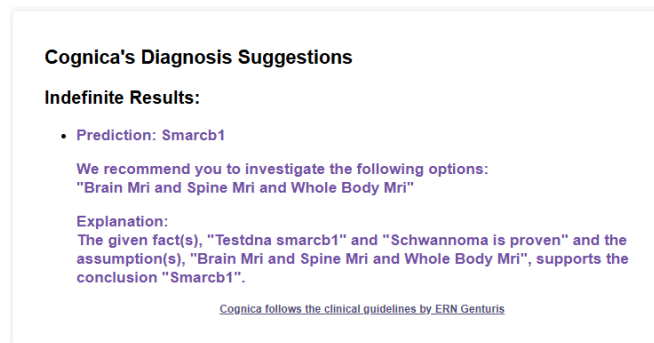 Cognica's Diagnosis Suggestions
Indefinite Results:
Prediction: Smarcb1
We recommend you to investigate the following options:
"Brain Mri and Spine Mri and Whole Body Mri"
Explanation:
The given fact(s), "Testdna smarcb1" and "Schwannoma is proven" and the
assumption(s), "Brain Mri and Spine Mri and Whole Body Mri", supports the
conclusion "Smarcb1".
Cognica follows the clinical guidelines by ERN Genturis